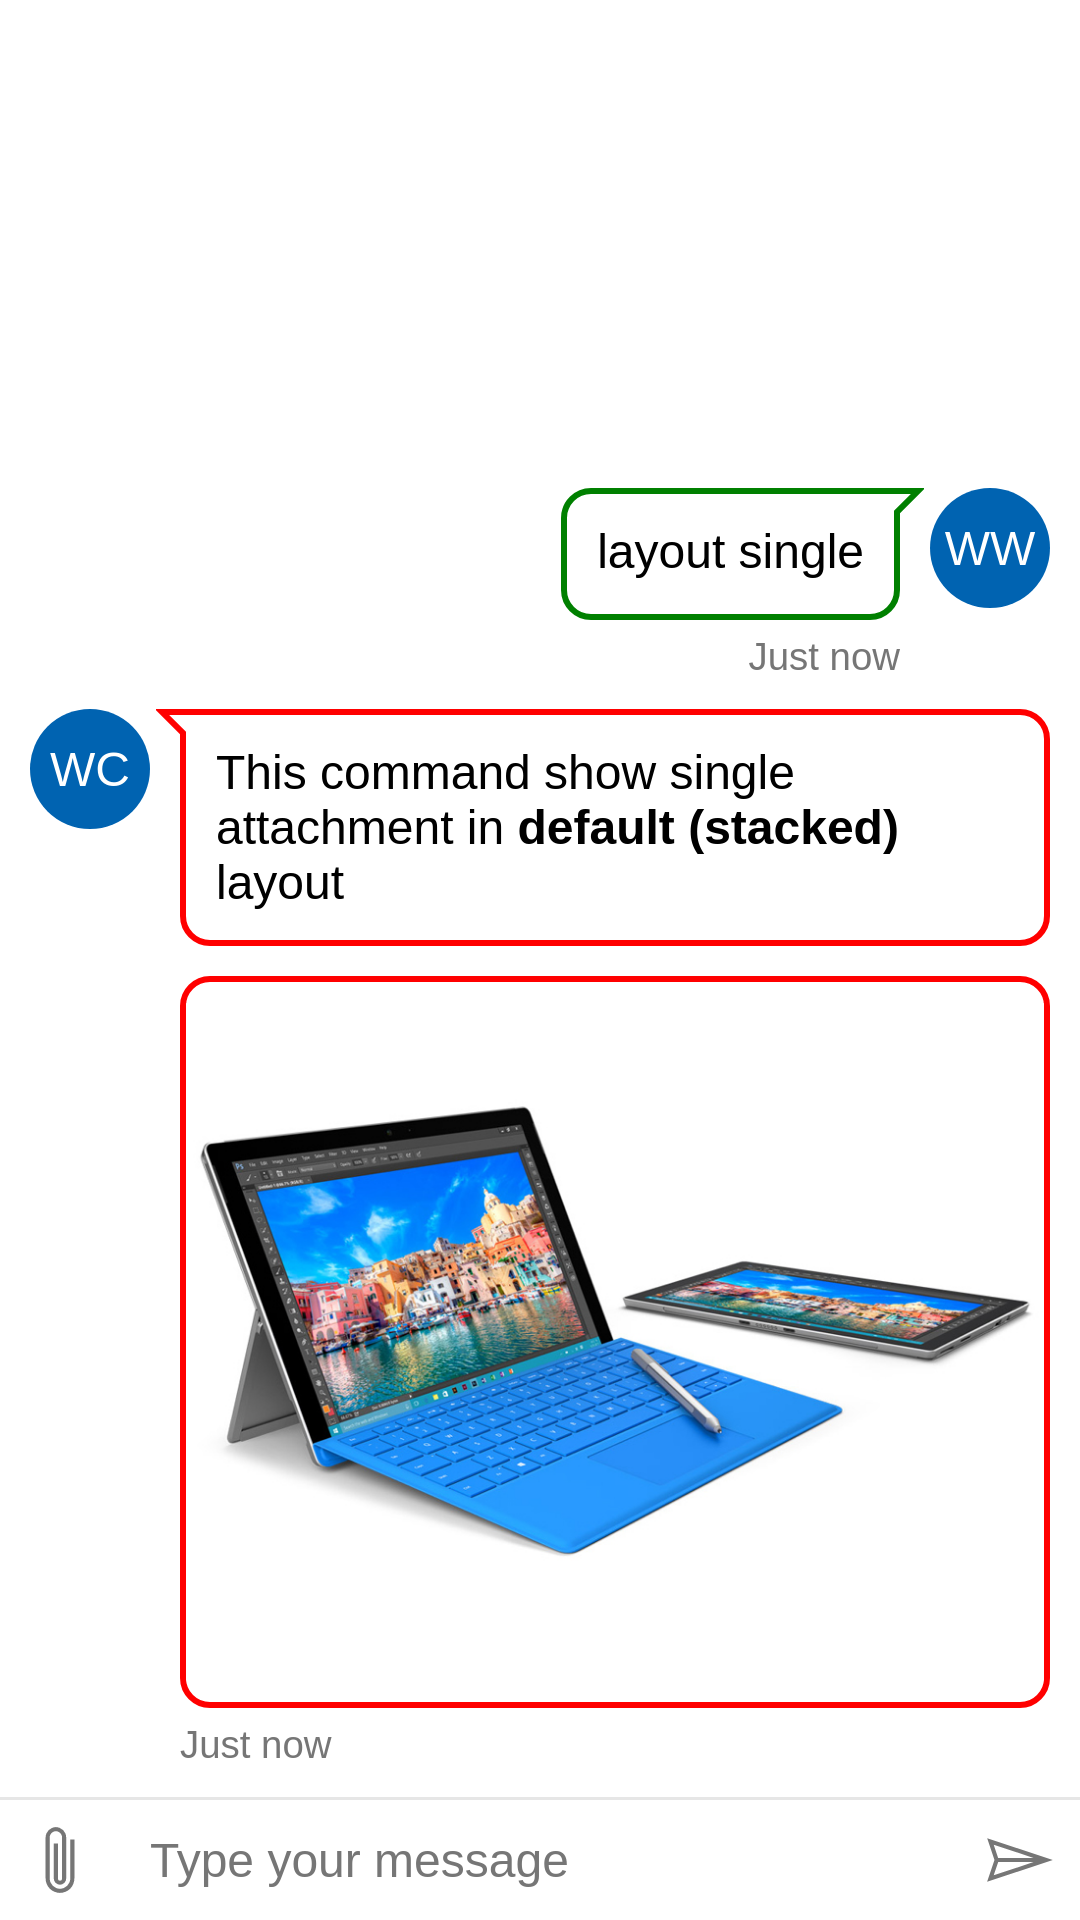 layout single
WW
Just now
WC
This command show single
attachment in default (stacked)
layout
Just now
Type your message